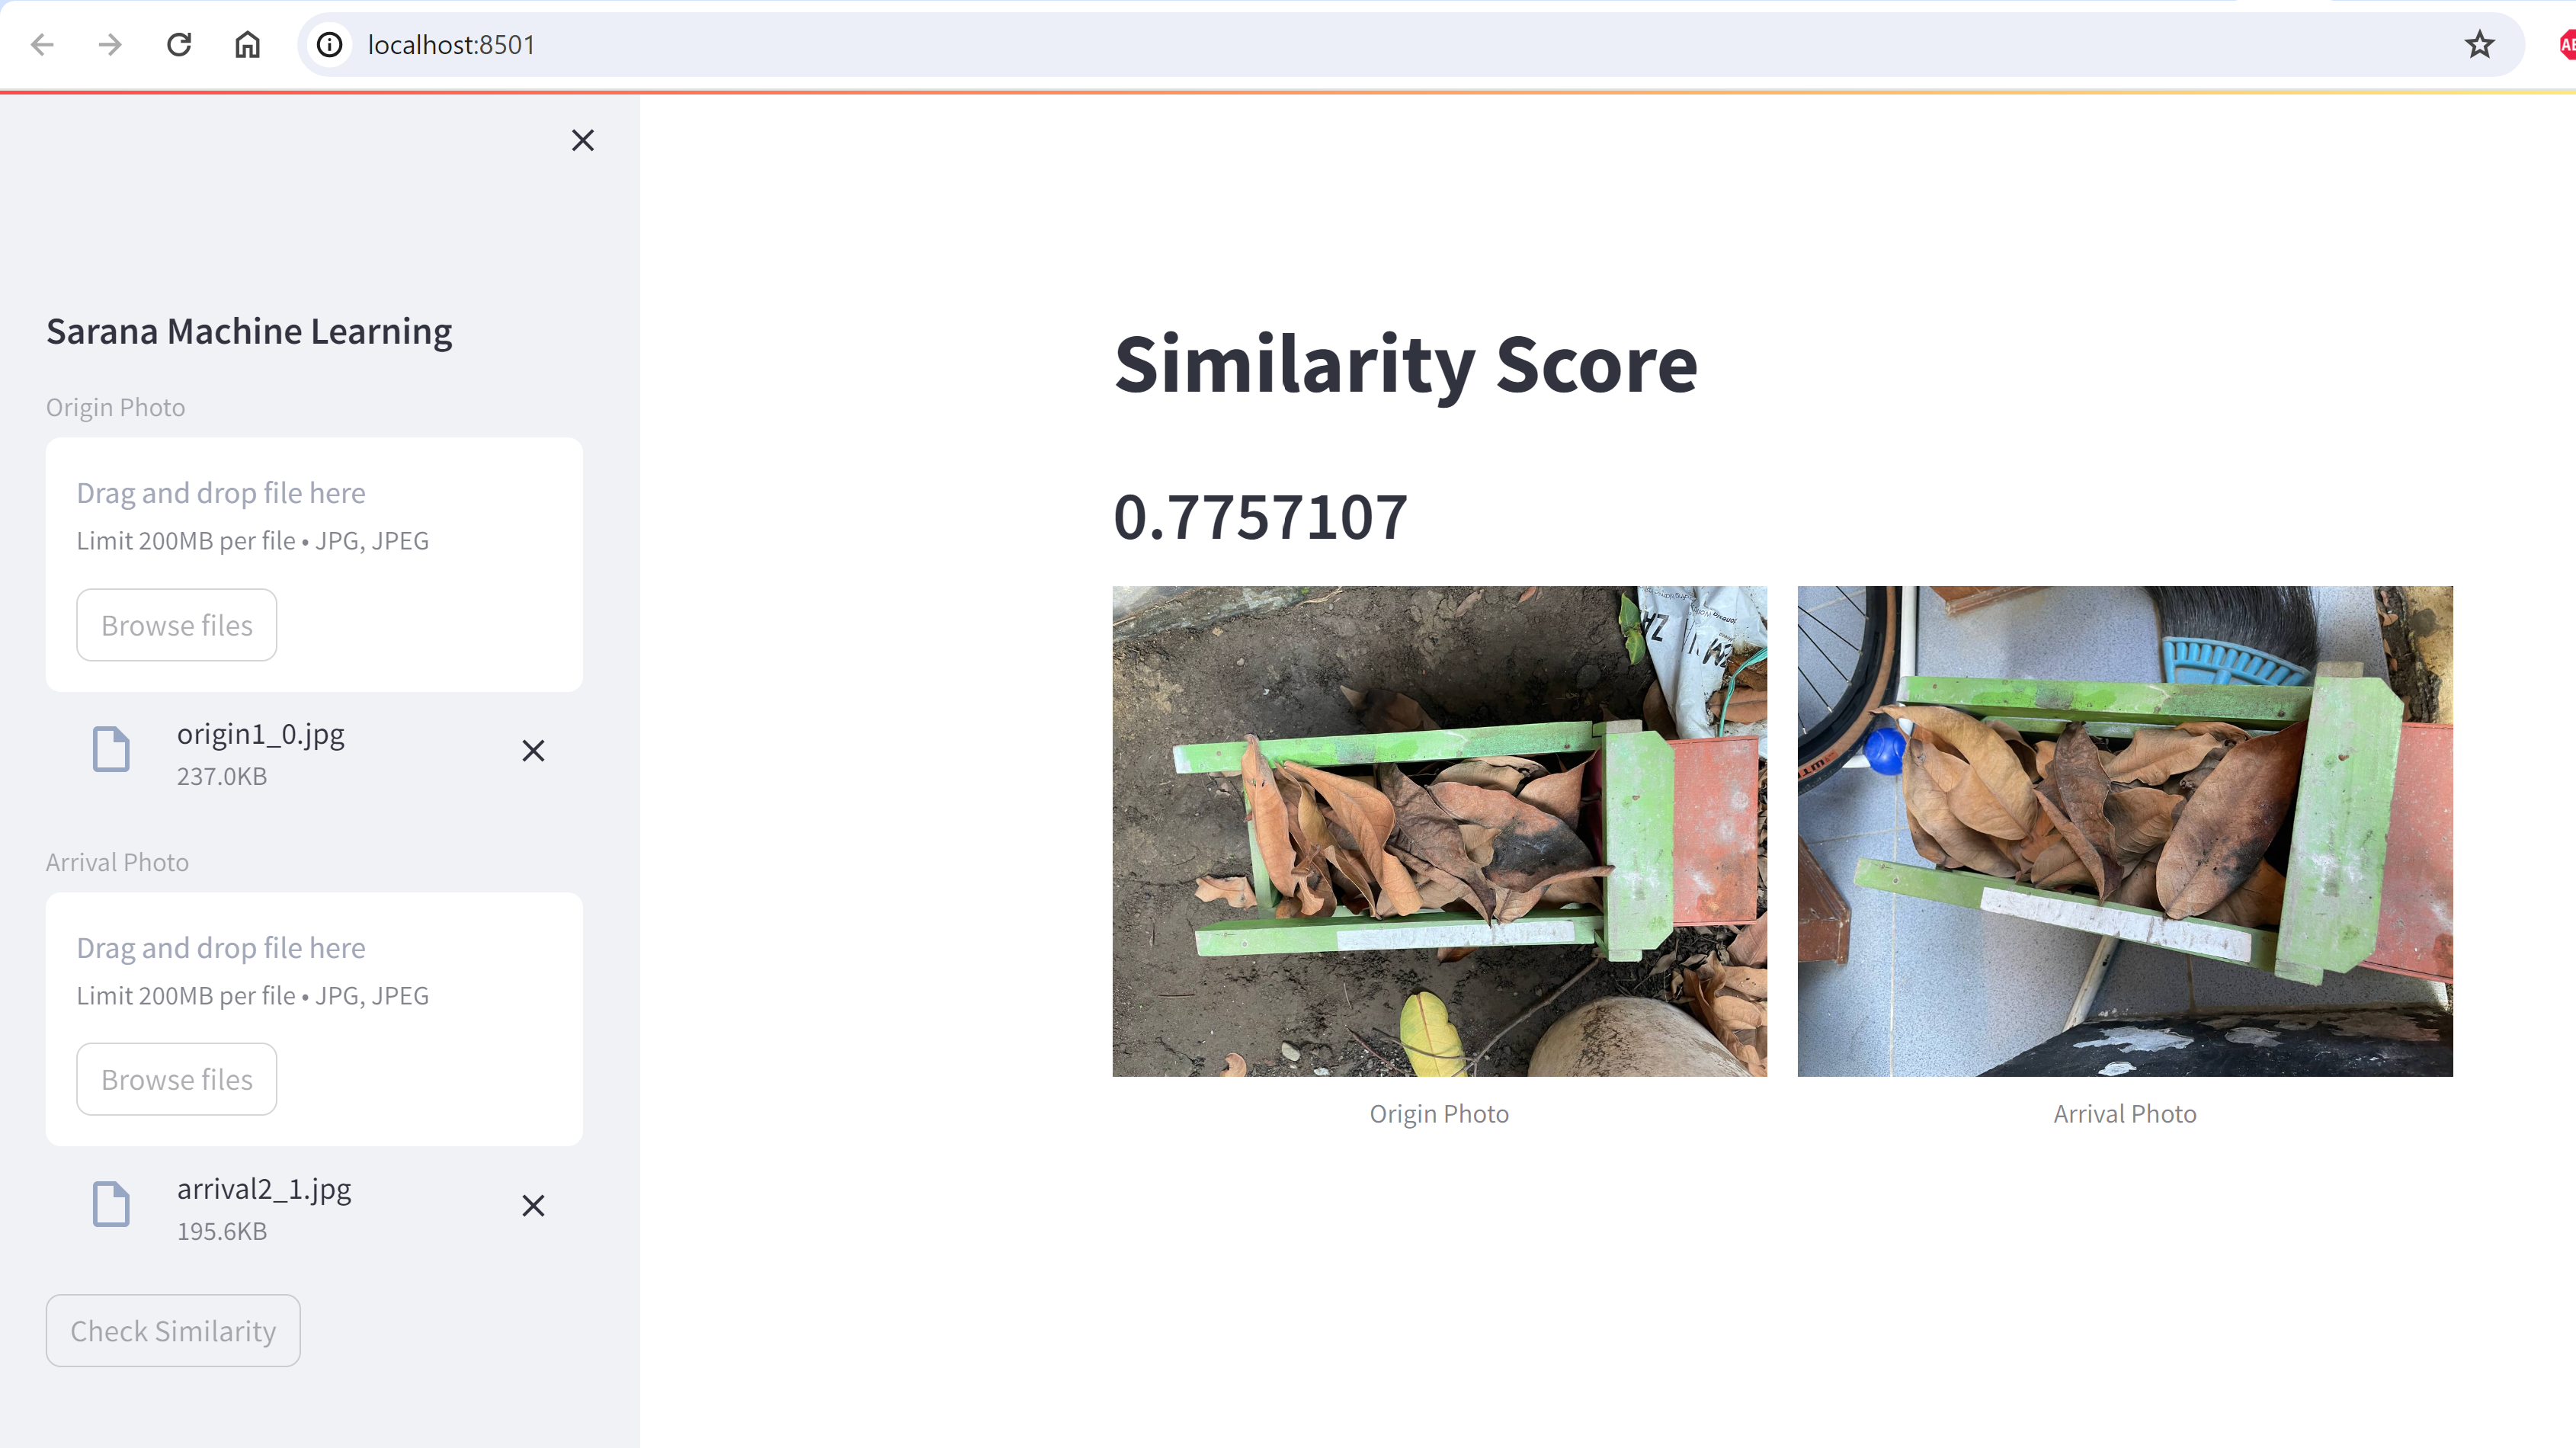 localhost:8501
Sarana Machine Learning
Origin Photo
Drag and drop file here
Limit 200MB per file • JPG, JPEG
Browse files
origin1_0.jpg
237.0KB
Arrival Photo
Drag and drop file here
Limit 200MB per file • JPG, JPEG
Browse files
arrival2_1.jpg
195.6KB
Check Similarity
Similarity Score
0.7757107
Origin Photo
Arrival Photo